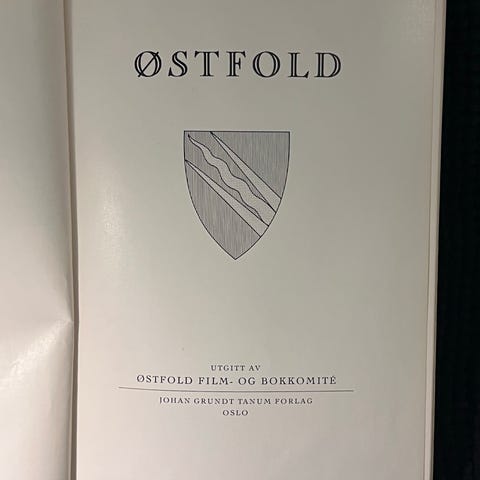 ØSTFOLD
UTGITT AV
ØSTFOLD FILM- OG BOKKOMITÉ
JOHAN GRUNDT TANUM FORLAG
OSLO